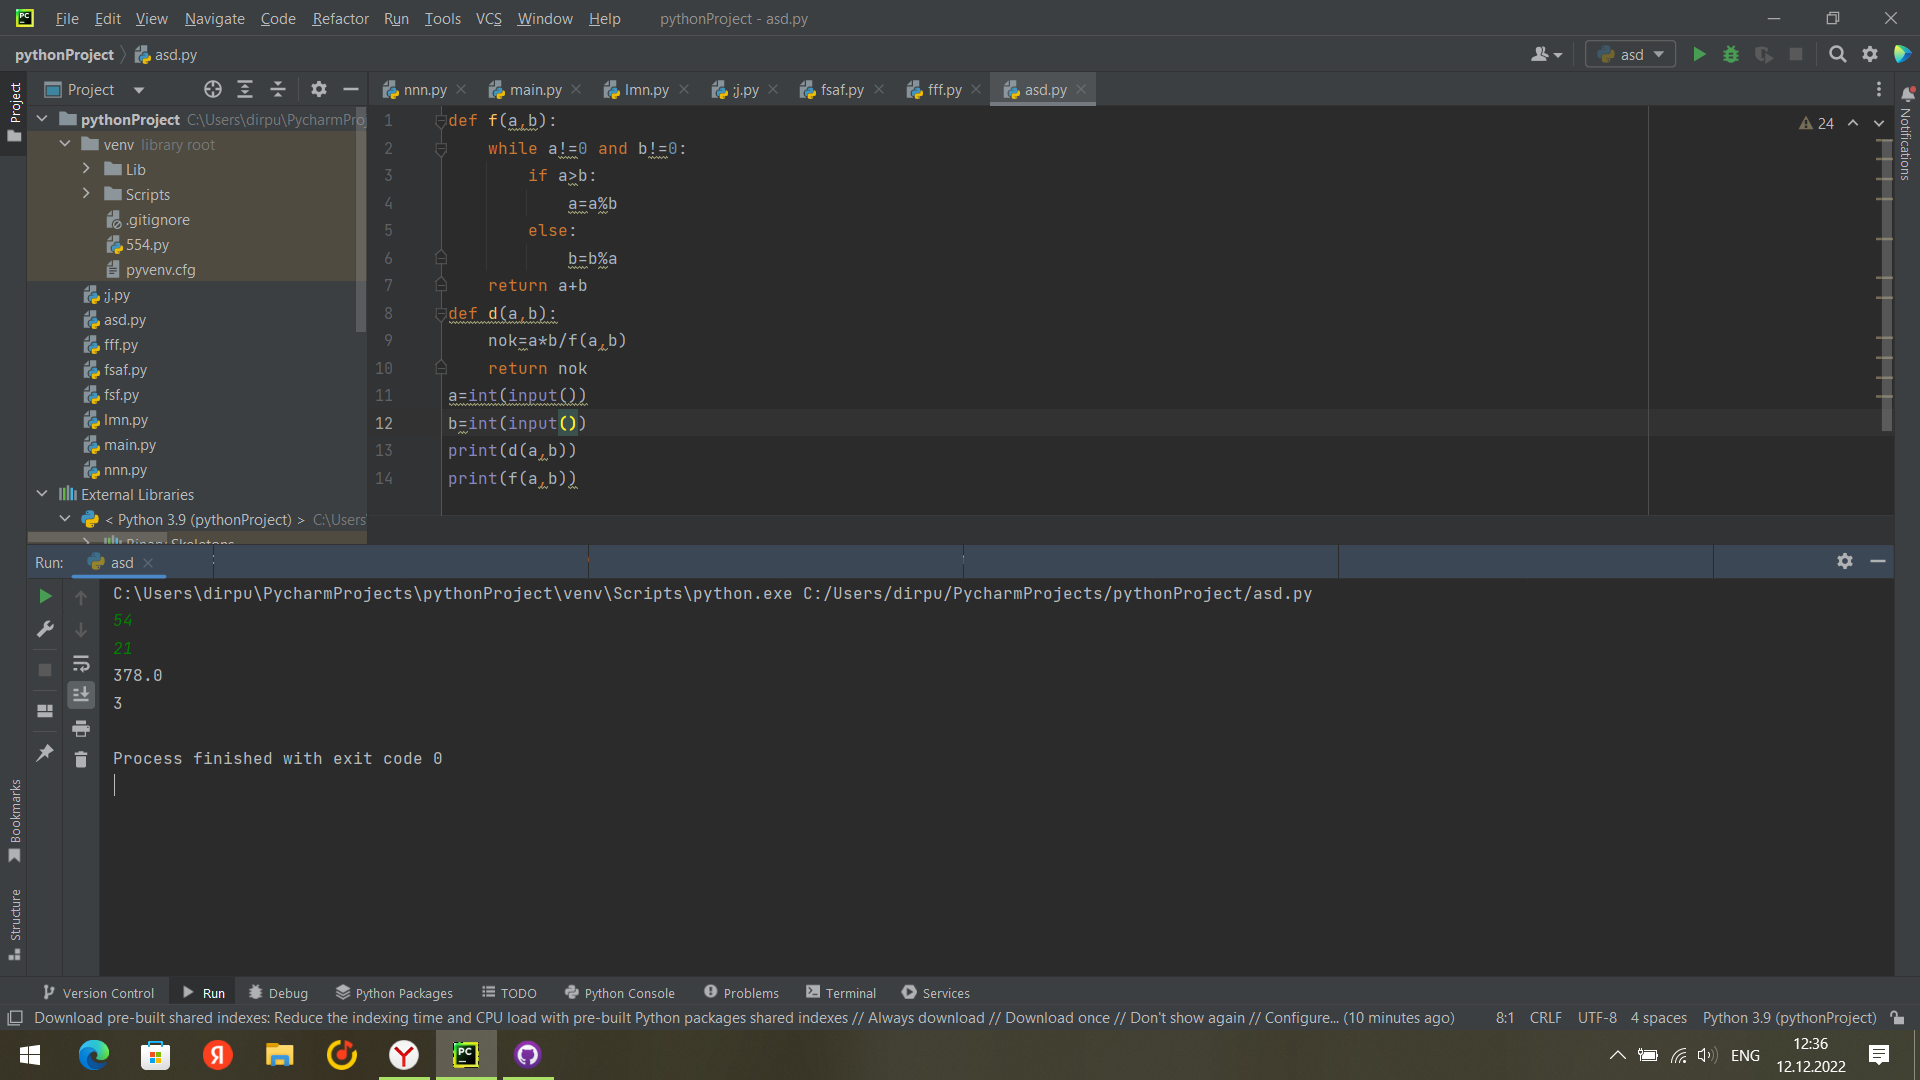 PC
File Edit View Navigate Code Refactor Run Tools VCS Window Help pythonProject - asd.py
pythonProject asd.py
asd
Project
Project
nnn.py main.py lmn.py ;j.py fsaf.py fff.py asd.py
Notifications
pythonProject C:\Users\dirpu\PycharmProj
venv library root
Lib
Scripts
.gitignore
554.py
pyvenv.cfg
;j.py
asd.py
fff.py
fsaf.py
fsf.py
lmn.py
main.py
nnn.py
External Libraries
< Python 3.9 (pythonProject) > C:\Users
Binary Skeletons
24
1 def f(a,b):
2     while a!=0 and b!=0:
3         if a>b:
4             a=a%b
5         else:
6             b=b%a
7     return a+b
8 def d(a,b):
9     nok=a*b/f(a,b)
10     return nok
11 a=int(input())
12 b=int(input())
13 print(d(a,b))
14 print(f(a,b))
Run: asd
C:\Users\dirpu\PycharmProjects\pythonProject\venv\Scripts\python.exe C:/Users/dirpu/PycharmProjects/pythonProject/asd.py
54
21
378.0
3
Process finished with exit code 0
Bookmarks
Structure
Version Control Run Debug Python Packages TODO Python Console Problems Terminal Services
Download pre-built shared indexes: Reduce the indexing time and CPU load with pre-built Python packages shared indexes // Always download // Download once // Don't show again // Configure... (10 minutes ago) 8:1 CRLF UTF-8 4 spaces Python 3.9 (pythonProject)
Я Y PC ENG
12:36
12.12.2022